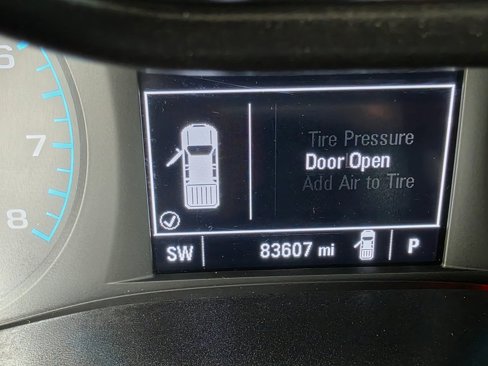 6
7
8
Tire Pressure
Door Open
Add Air to Tire
SW 83607 mi P